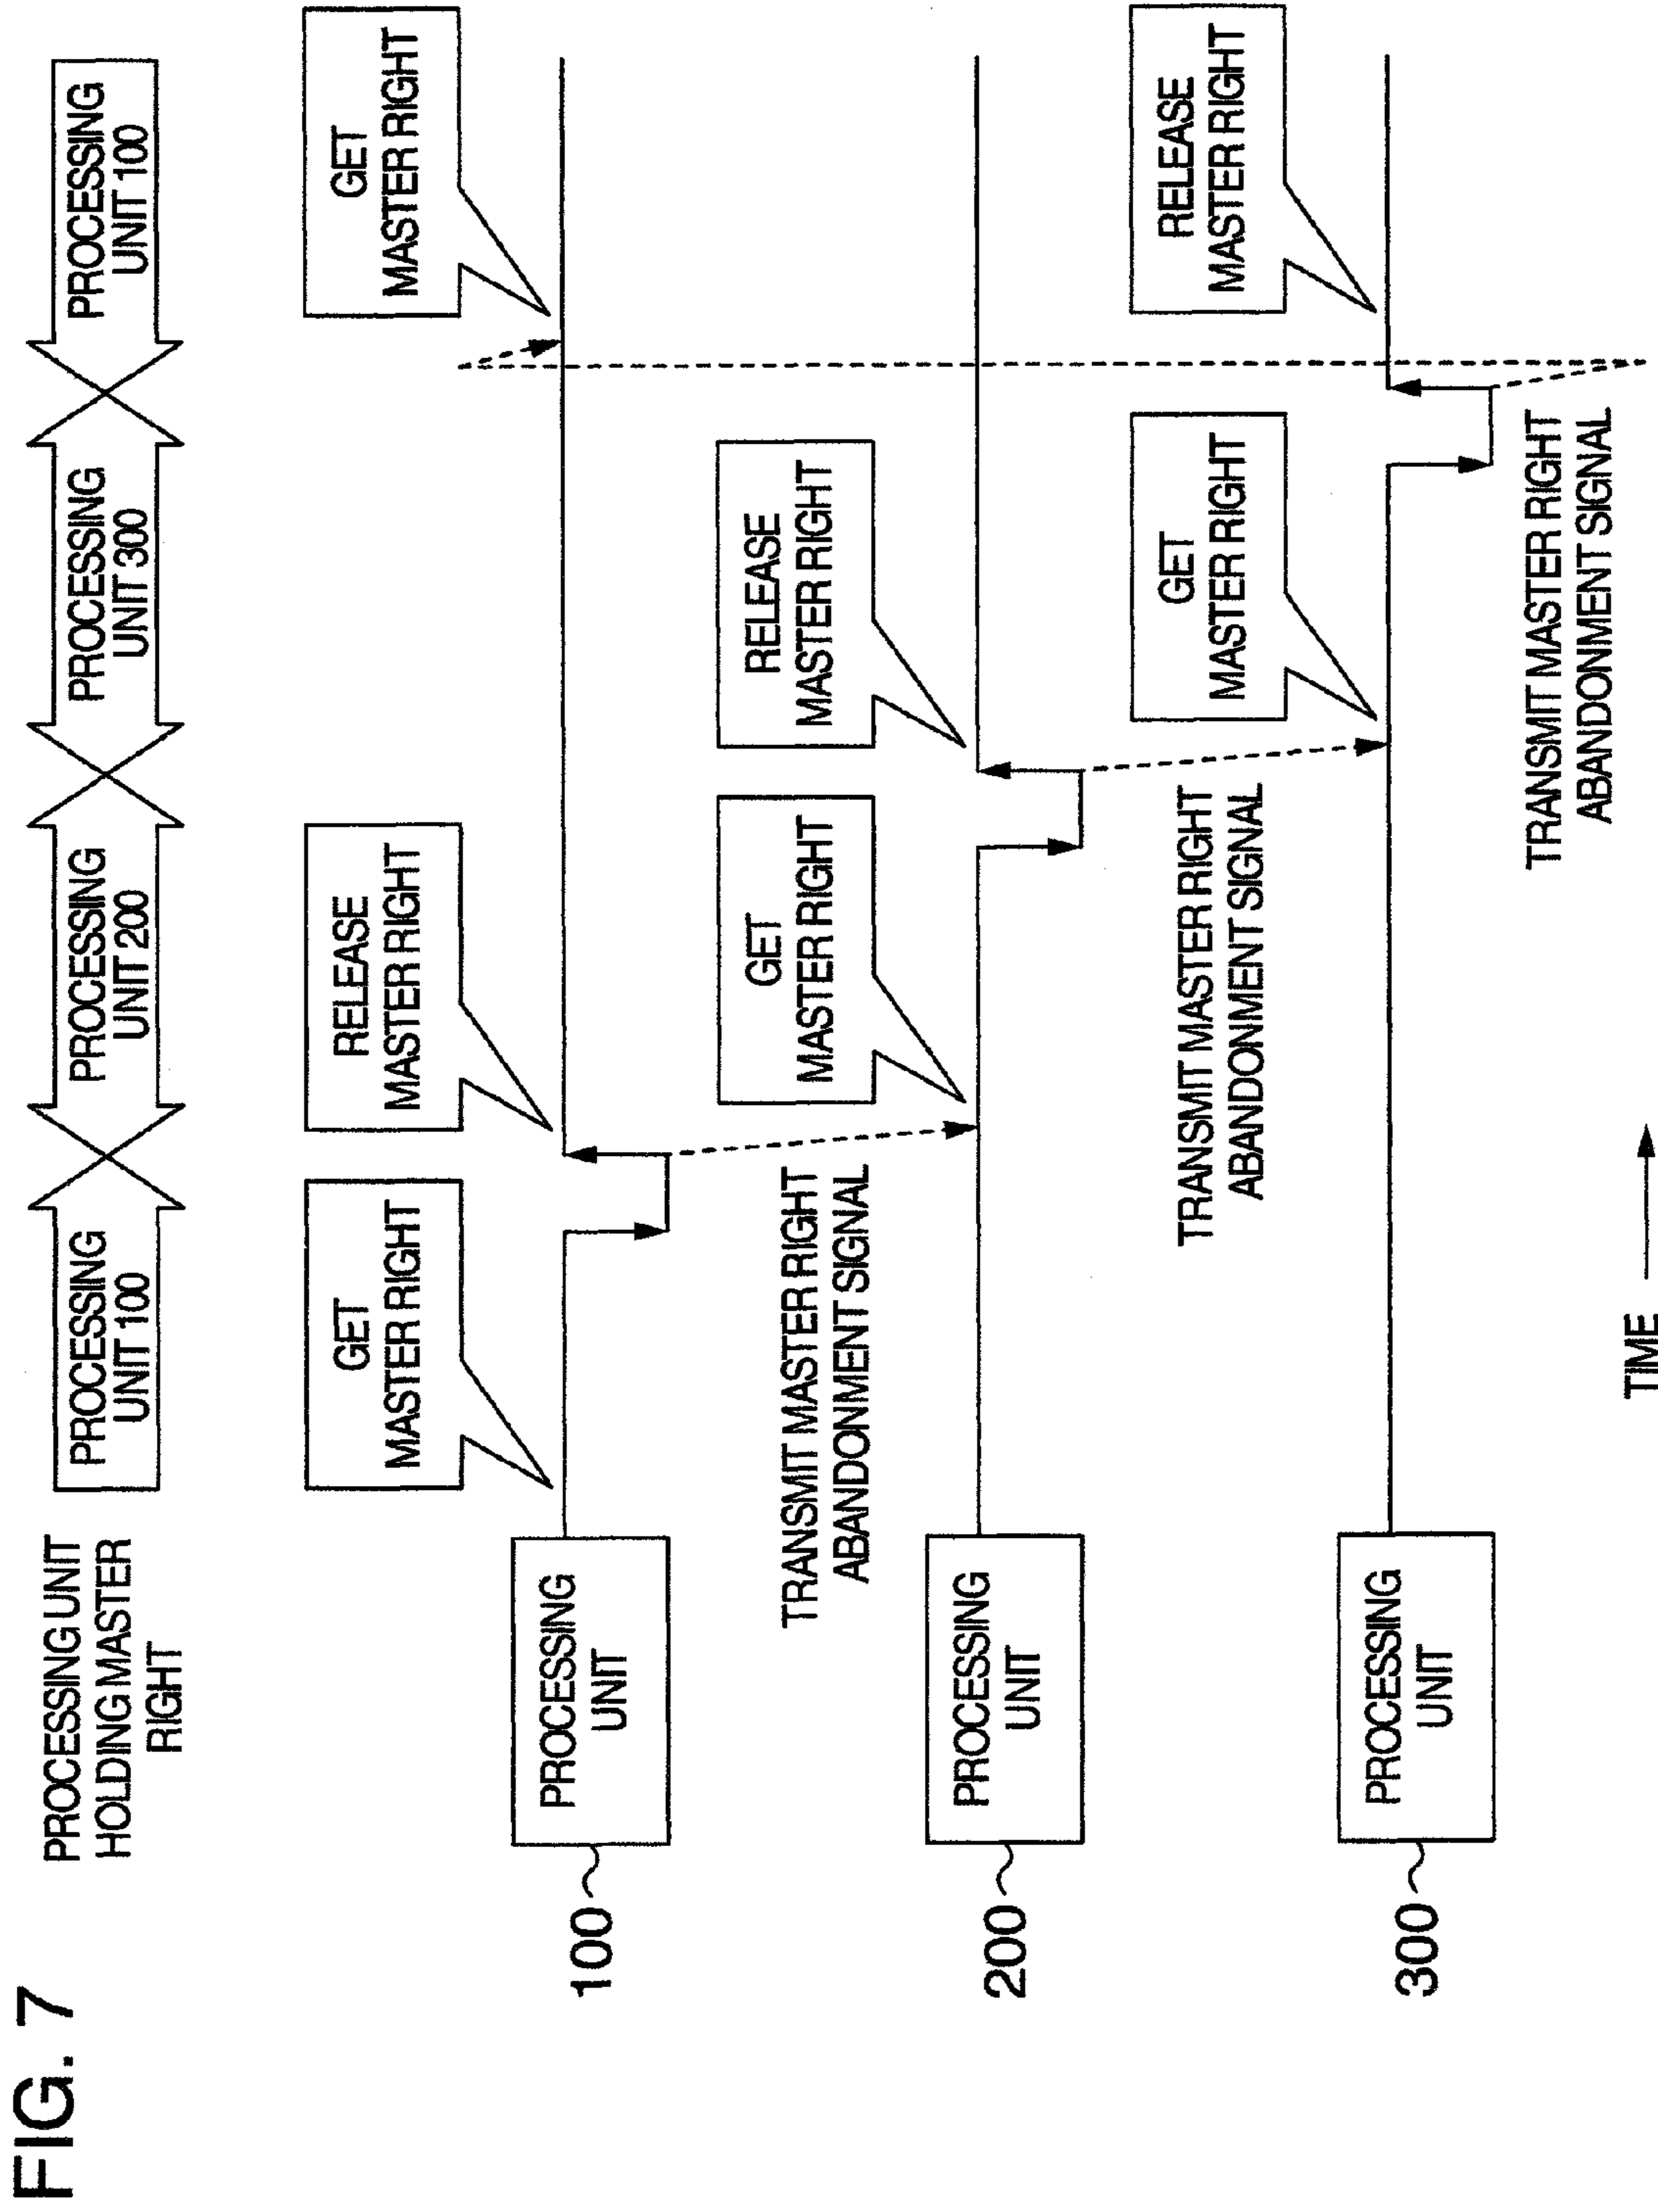 FIG. 7
PROCESSING UNIT
HOLDING MASTER
RIGHT
PROCESSING
UNIT 100
PROCESSING
UNIT 200
PROCESSING
UNIT 300
PROCESSING
UNIT 100
GET
MASTER RIGHT
RELEASE
MASTER RIGHT
GET
MASTER RIGHT
100
PROCESSING
UNIT
TRANSMIT MASTER RIGHT
ABANDONMENT SIGNAL
GET
MASTER RIGHT
RELEASE
MASTER RIGHT
200
PROCESSING
UNIT
TRANSMIT MASTER RIGHT
ABANDONMENT SIGNAL
GET
MASTER RIGHT
RELEASE
MASTER RIGHT
300
PROCESSING
UNIT
TRANSMIT MASTER RIGHT
ABANDONMENT SIGNAL
TIME